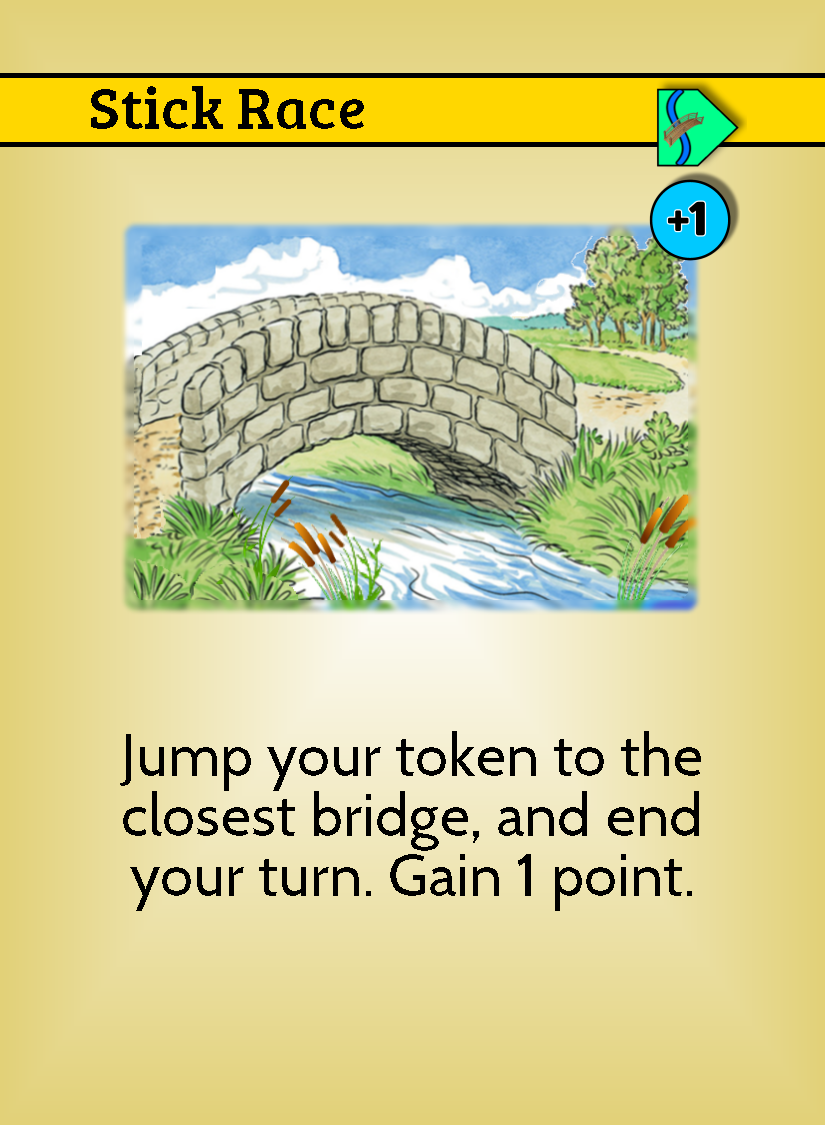 Stick Race
+1
Jump your token to the
closest bridge, and end
your turn. Gain 1 point.